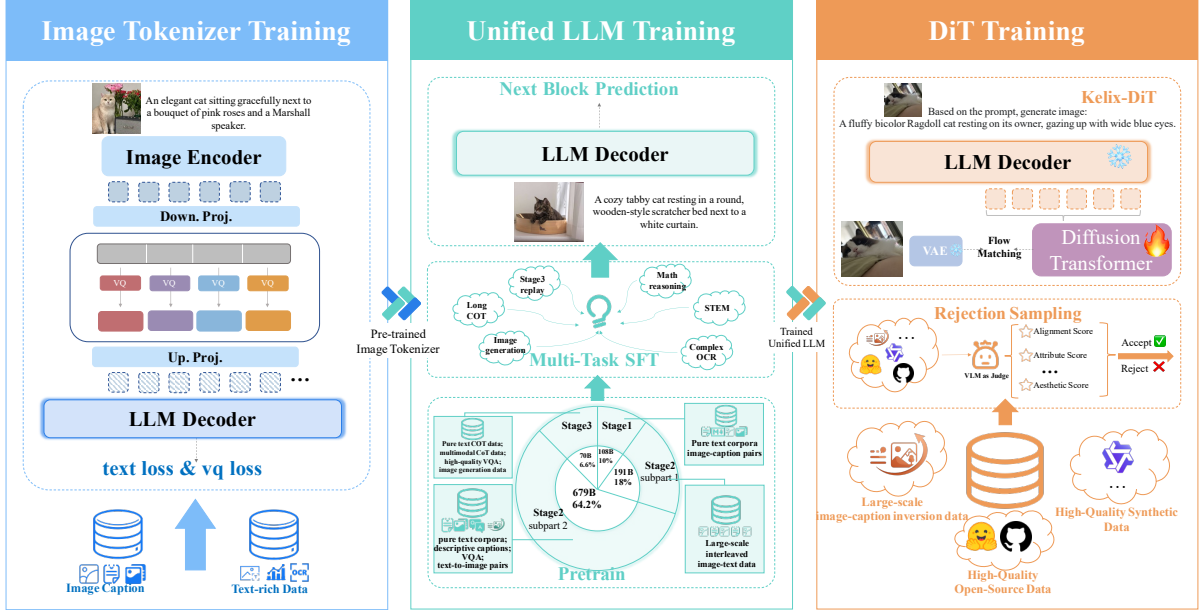 Image Tokenizer Training
An elegant cat sitting gracefully next to
a bouquet of pink roses and a Marshall
speaker.
Image Encoder
Down. Proj.
VQ
VQ
VQ
VQ
Up. Proj.
...
LLM Decoder
text loss & vq loss
Image Caption
OCR
Text-rich Data
Pre-trained
Image Tokenizer
Unified LLM Training
Next Block Prediction
LLM Decoder
A cozy tabby cat resting in a round,
wooden-style scratcher bed next to a
white curtain.
Stage3
replay
Math
reasoning
Long
COT
STEM
Image
generation
Complex
OCR
Multi-Task SFT
Pure text COT data;
multimodal CoT data;
high-quality VQA;
image generation data
Stage3
Stage1
70B
6.6%
108B
10%
Pure text corpora
image-caption pairs
Stage2
subpart 1
191B
18%
679B
64.2%
Stage2
subpart 2
pure text corpora;
descriptive captions;
VQA;
text-to-image pairs
Large-scale
interleaved
image-text data
Pretrain
Trained
Unified LLM
DiT Training
Kelix-DiT
Based on the prompt, generate image:
A fluffy bicolor Ragdoll cat resting on its owner, gazing up with wide blue eyes.
LLM Decoder
VAE
Flow
Matching
Diffusion
Transformer
Rejection Sampling
...
VLM as Judge
Alignment Score
Attribute Score
...
Aesthetic Score
Accept
Reject
Large-scale
image-caption inversion data
...
High-Quality Synthetic
Data
High-Quality
Open-Source Data